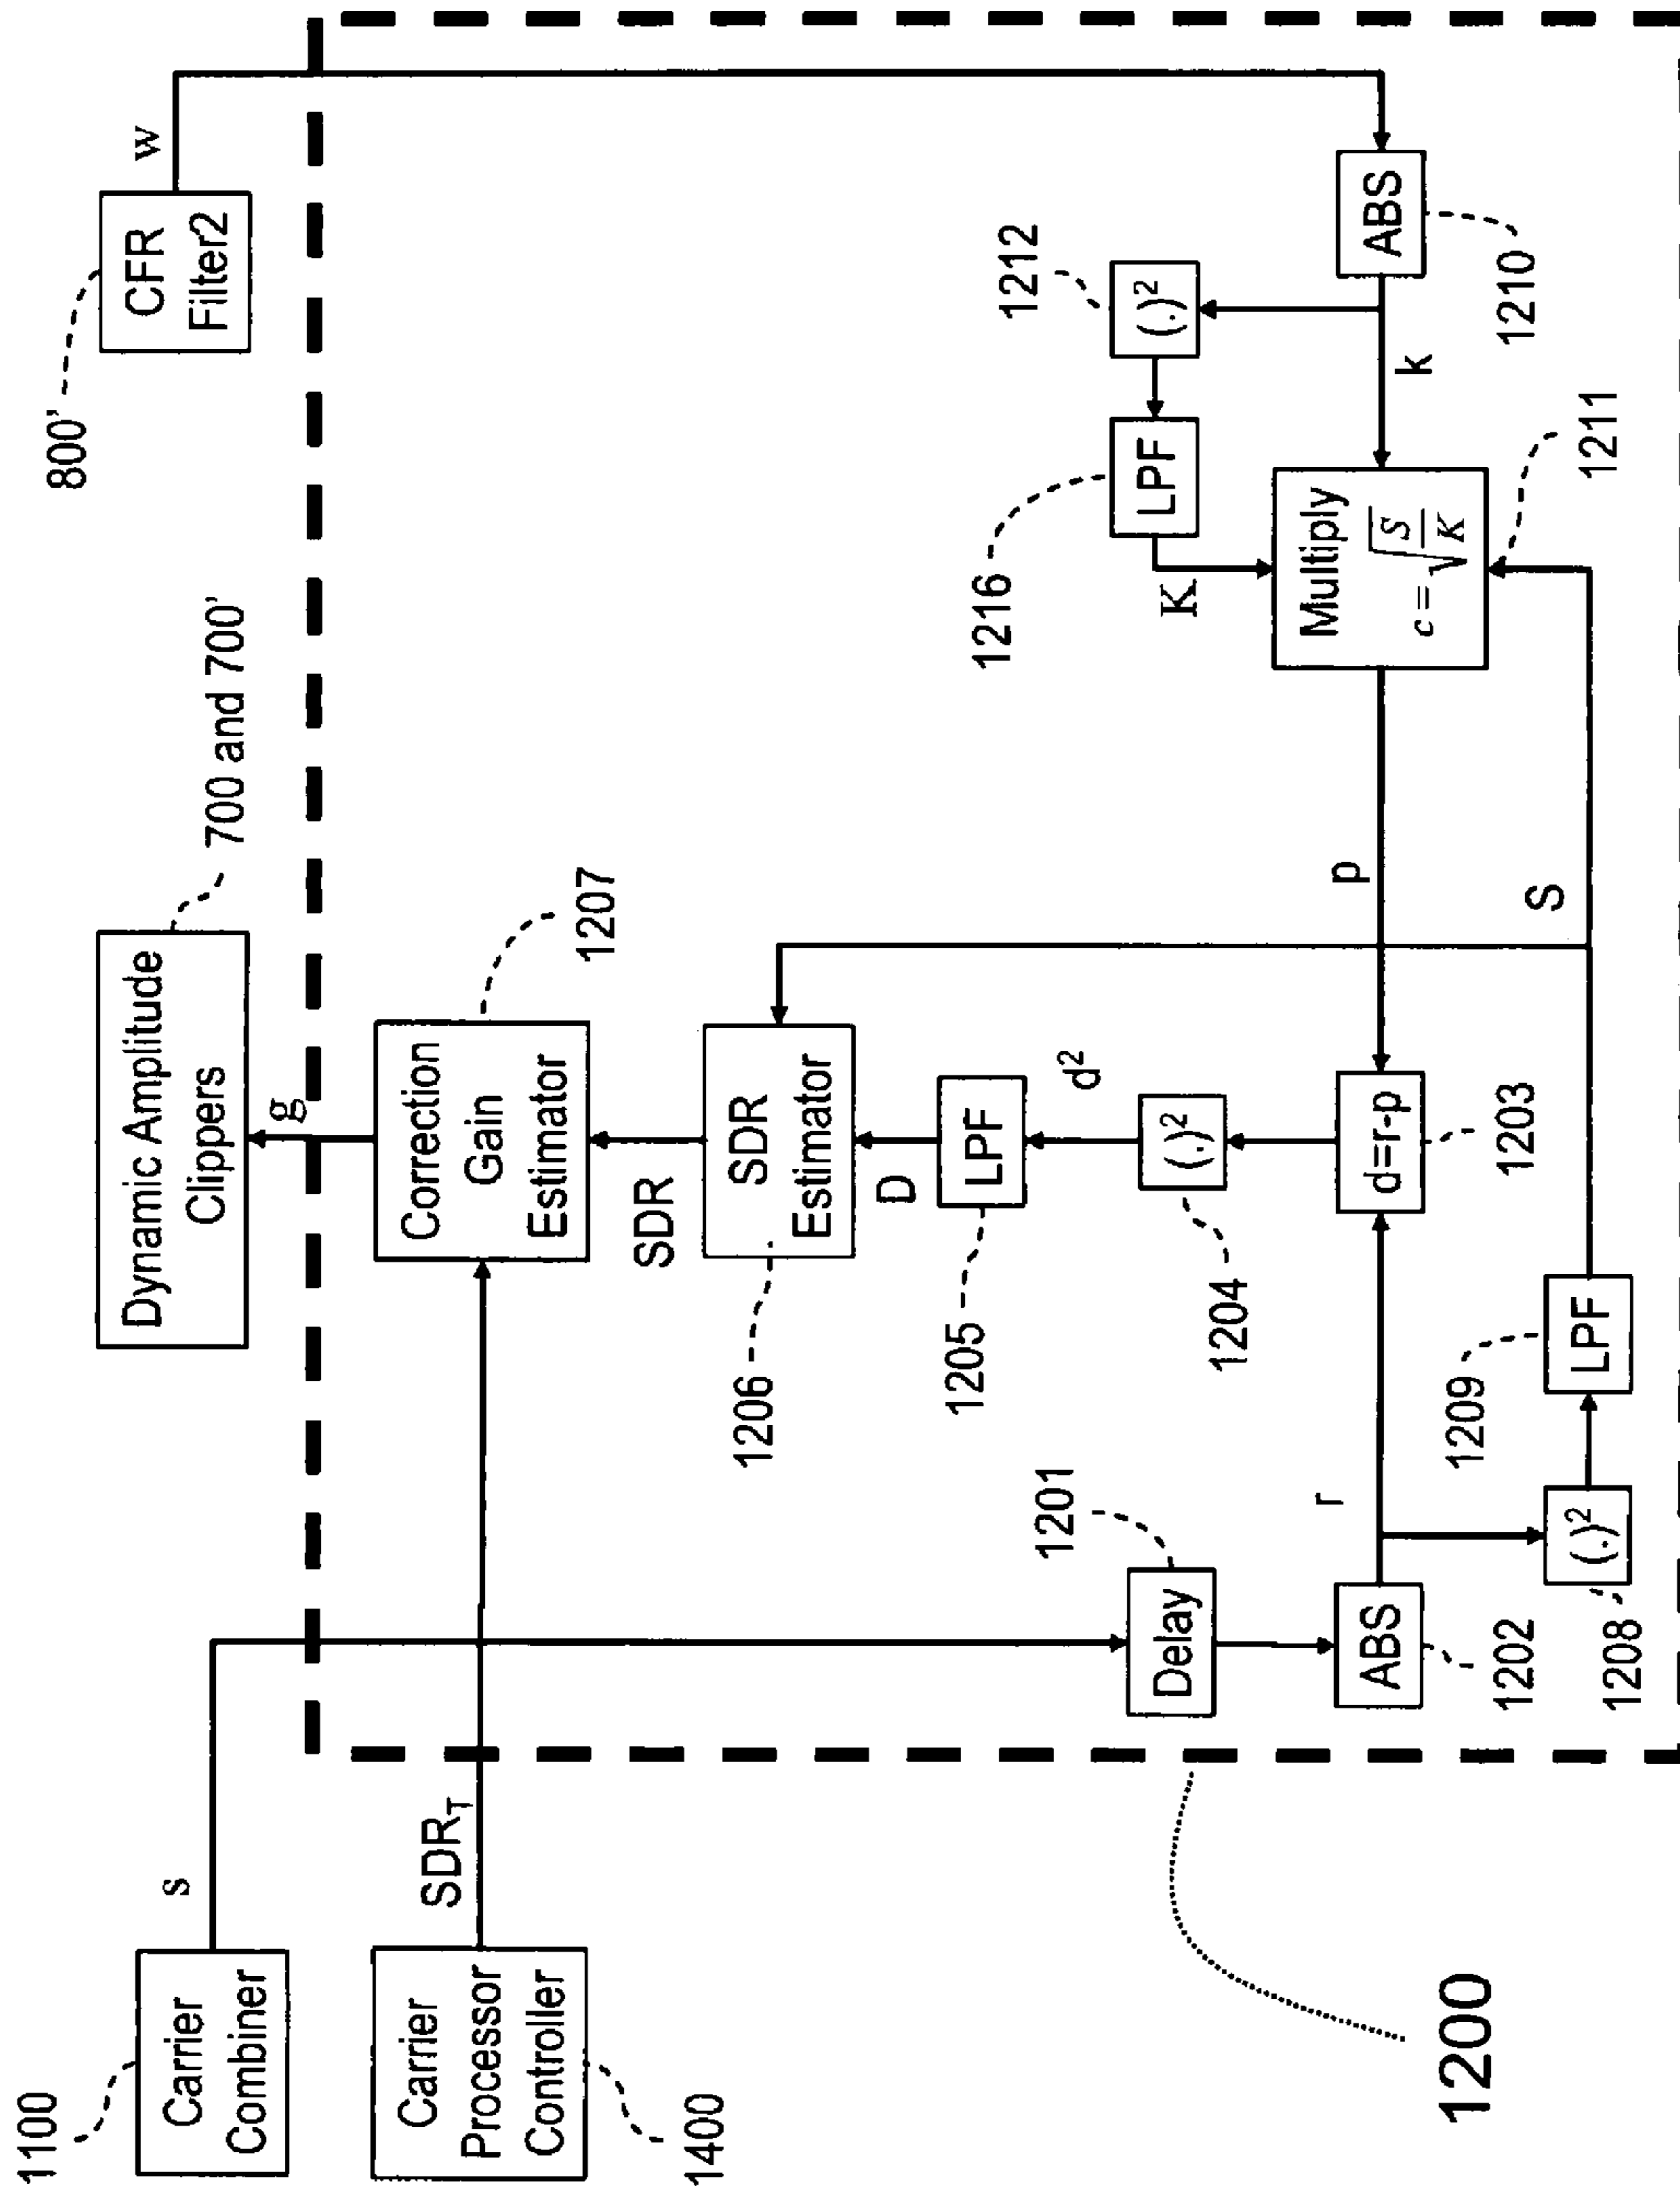 1100
Carrier
Combiner
s
Carrier
Processor
Controller
1400
SDR_T
Dynamic Amplitude
Clippers
700 and 700'
g
800'
CFR
Filter2
w
Correction
Gain
Estimator
1207
SDR
SDR
Estimator
1206
D
LPF
1205
d²
(.)²
1204
1201
Delay
ABS
1202
r
d=r-p
1203
p
Multiply
c = √(S/K)
1211
K
LPF
1216
(.)²
1212
k
ABS
1210
(.)²
1208
LPF
1209
S
1200